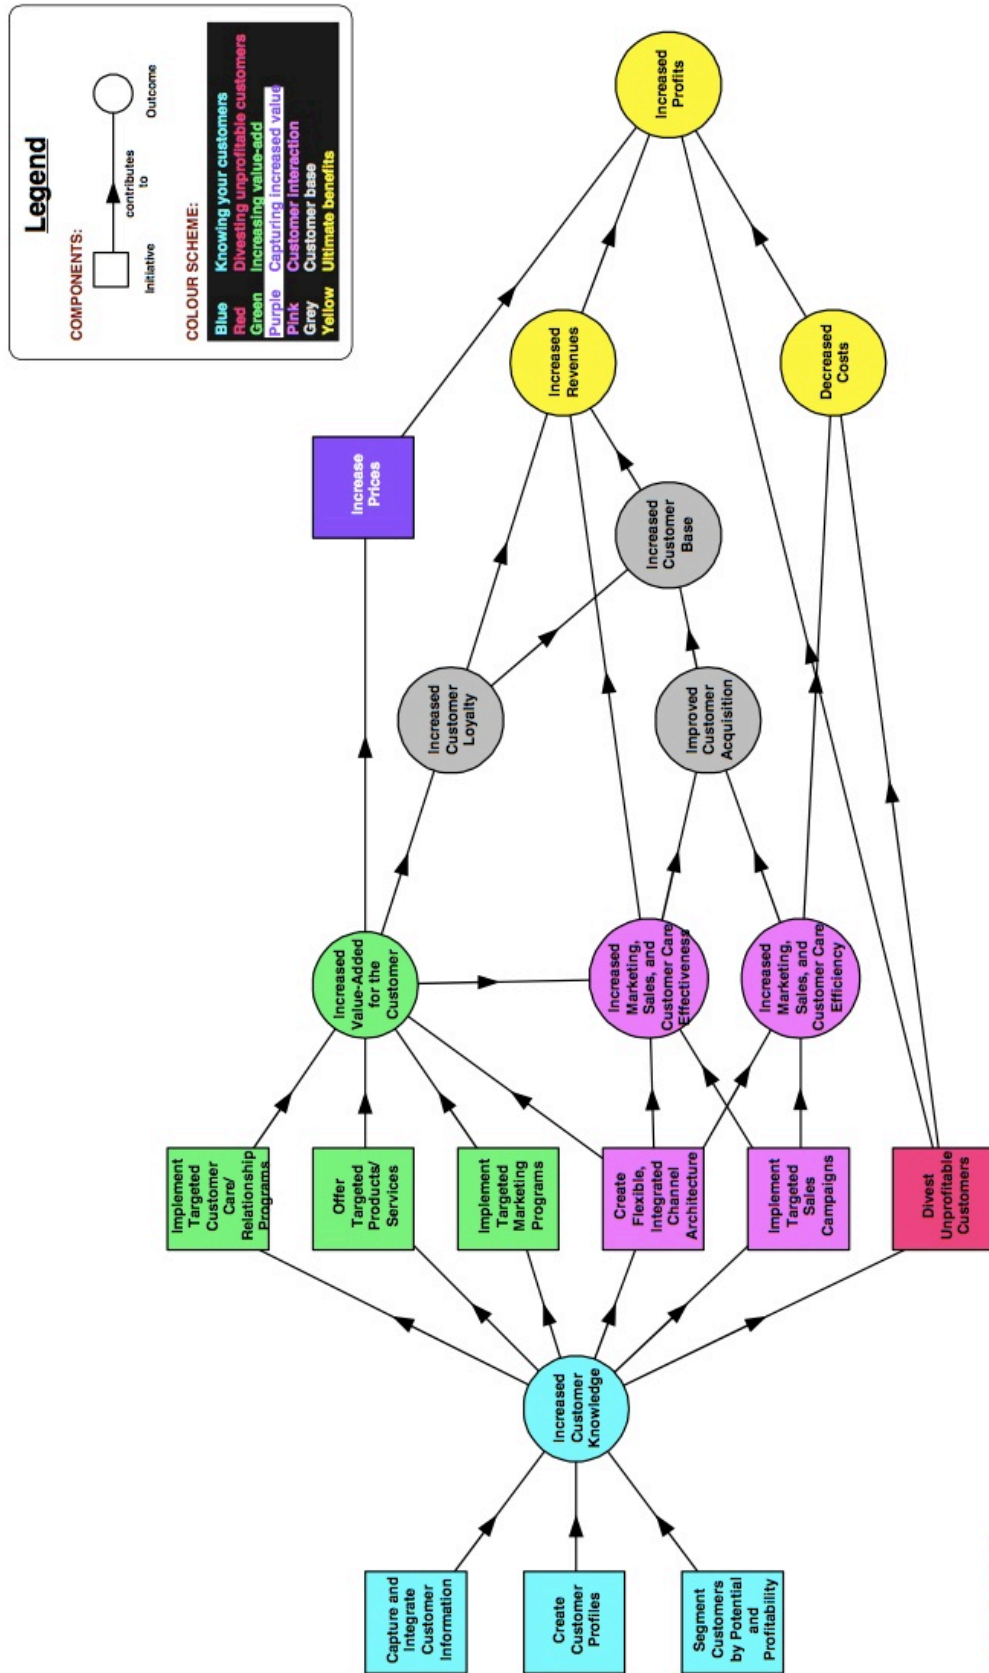 Legend
COMPONENTS:
Initiative
contributes
to
Outcome
COLOUR SCHEME:
Blue Knowing your customers
Red Divesting unprofitable customers
Green Increasing value-add
Purple Capturing increased value
Pink Customer interaction
Grey Customer base
Yellow Ultimate benefits
Capture and
Integrate
Customer
Information
Create
Customer
Profiles
Segment
Customers
by Potential
and
Profitability
Increased
Customer
Knowledge
Implement
Targeted
Customer
Care/
Relationship
Programs
Offer
Targeted
Products/
Services
Implement
Targeted
Marketing
Programs
Create
Flexible,
Integrated
Channel
Architecture
Implement
Targeted
Sales
Campaigns
Divest
Unprofitable
Customers
Increased
Value-Added
for the
Customer
Increased
Marketing,
Sales, and
Customer Care
Effectiveness
Increased
Marketing,
Sales, and
Customer Care
Efficiency
Increased
Customer
Loyalty
Improved
Customer
Acquisition
Increase
Prices
Increased
Customer
Base
Increased
Revenues
Decreased
Costs
Increased
Profits